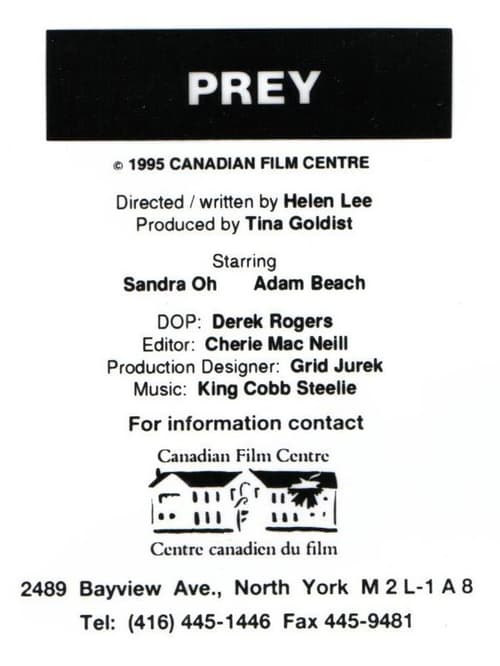 PREY
© 1995 CANADIAN FILM CENTRE
Directed / written by Helen Lee
Produced by Tina Goldist
Starring
Sandra Oh Adam Beach
DOP: Derek Rogers
Editor: Cherie Mac Neill
Production Designer: Grid Jurek
Music: King Cobb Steelie
For information contact
Canadian Film Centre
Centre canadien du film
2489 Bayview Ave., North York M 2 L-1 A 8
Tel: (416) 445-1446 Fax 445-9481